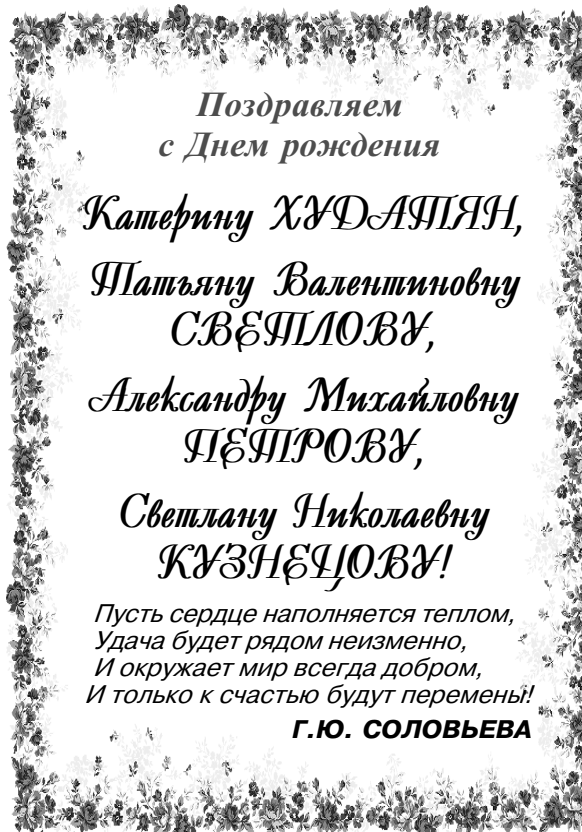 Поздравляем
с Днем рождения
Катерину ХУДАТЯН,
Татьяну Валентиновну
СВЕТЛОВУ,
Александру Михайловну
ПЕТРОВУ,
Светлану Николаевну
КУЗНЕЦОВУ!
Пусть сердце наполняется теплом,
Удача будет рядом неизменно,
И окружает мир всегда добром,
И только к счастью будут перемены!
Г.Ю. СОЛОВЬЕВА